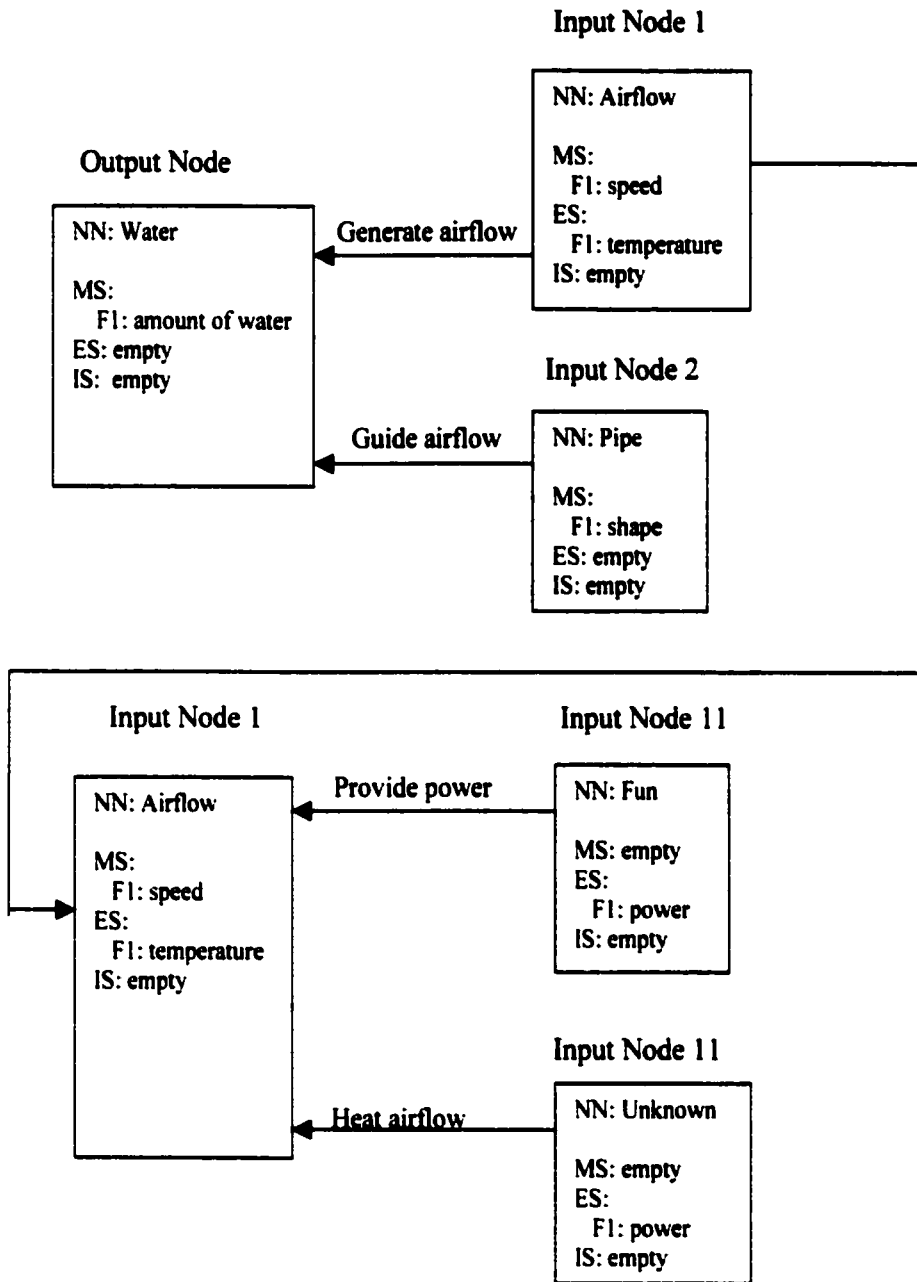 Input Node 1
NN: Airflow
MS:
F1: speed
ES:
F1: temperature
IS: empty
Output Node
NN: Water
MS:
F1: amount of water
ES: empty
IS: empty
Generate airflow
Guide airflow
Input Node 2
NN: Pipe
MS:
F1: shape
ES: empty
IS: empty
Input Node 1
NN: Airflow
MS:
F1: speed
ES:
F1: temperature
IS: empty
Provide power
Heat airflow
Input Node 11
NN: Fun
MS: empty
ES:
F1: power
IS: empty
Input Node 11
NN: Unknown
MS: empty
ES:
F1: power
IS: empty